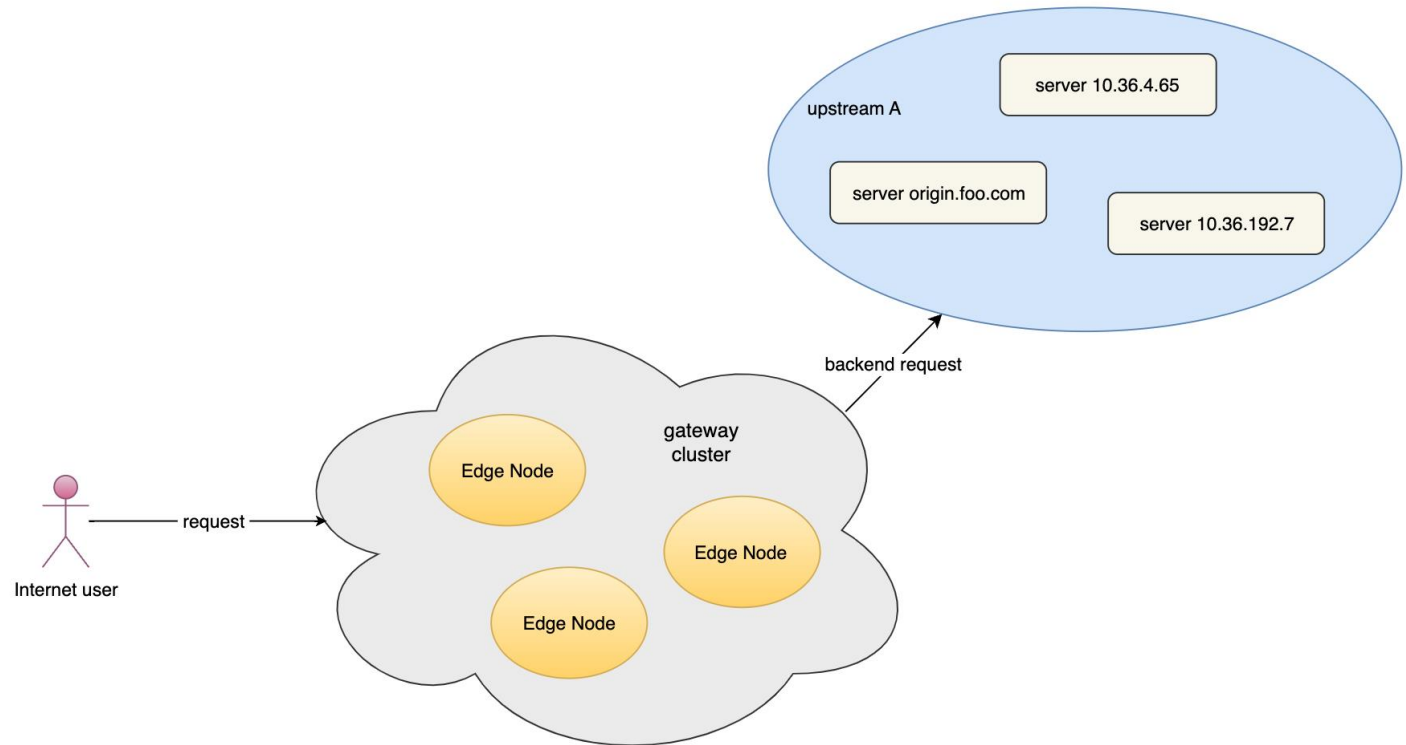 server 10.36.4.65
upstream A
server origin.foo.com
server 10.36.192.7
backend request
gateway
cluster
Edge Node
Edge Node
request
Edge Node
Internet user